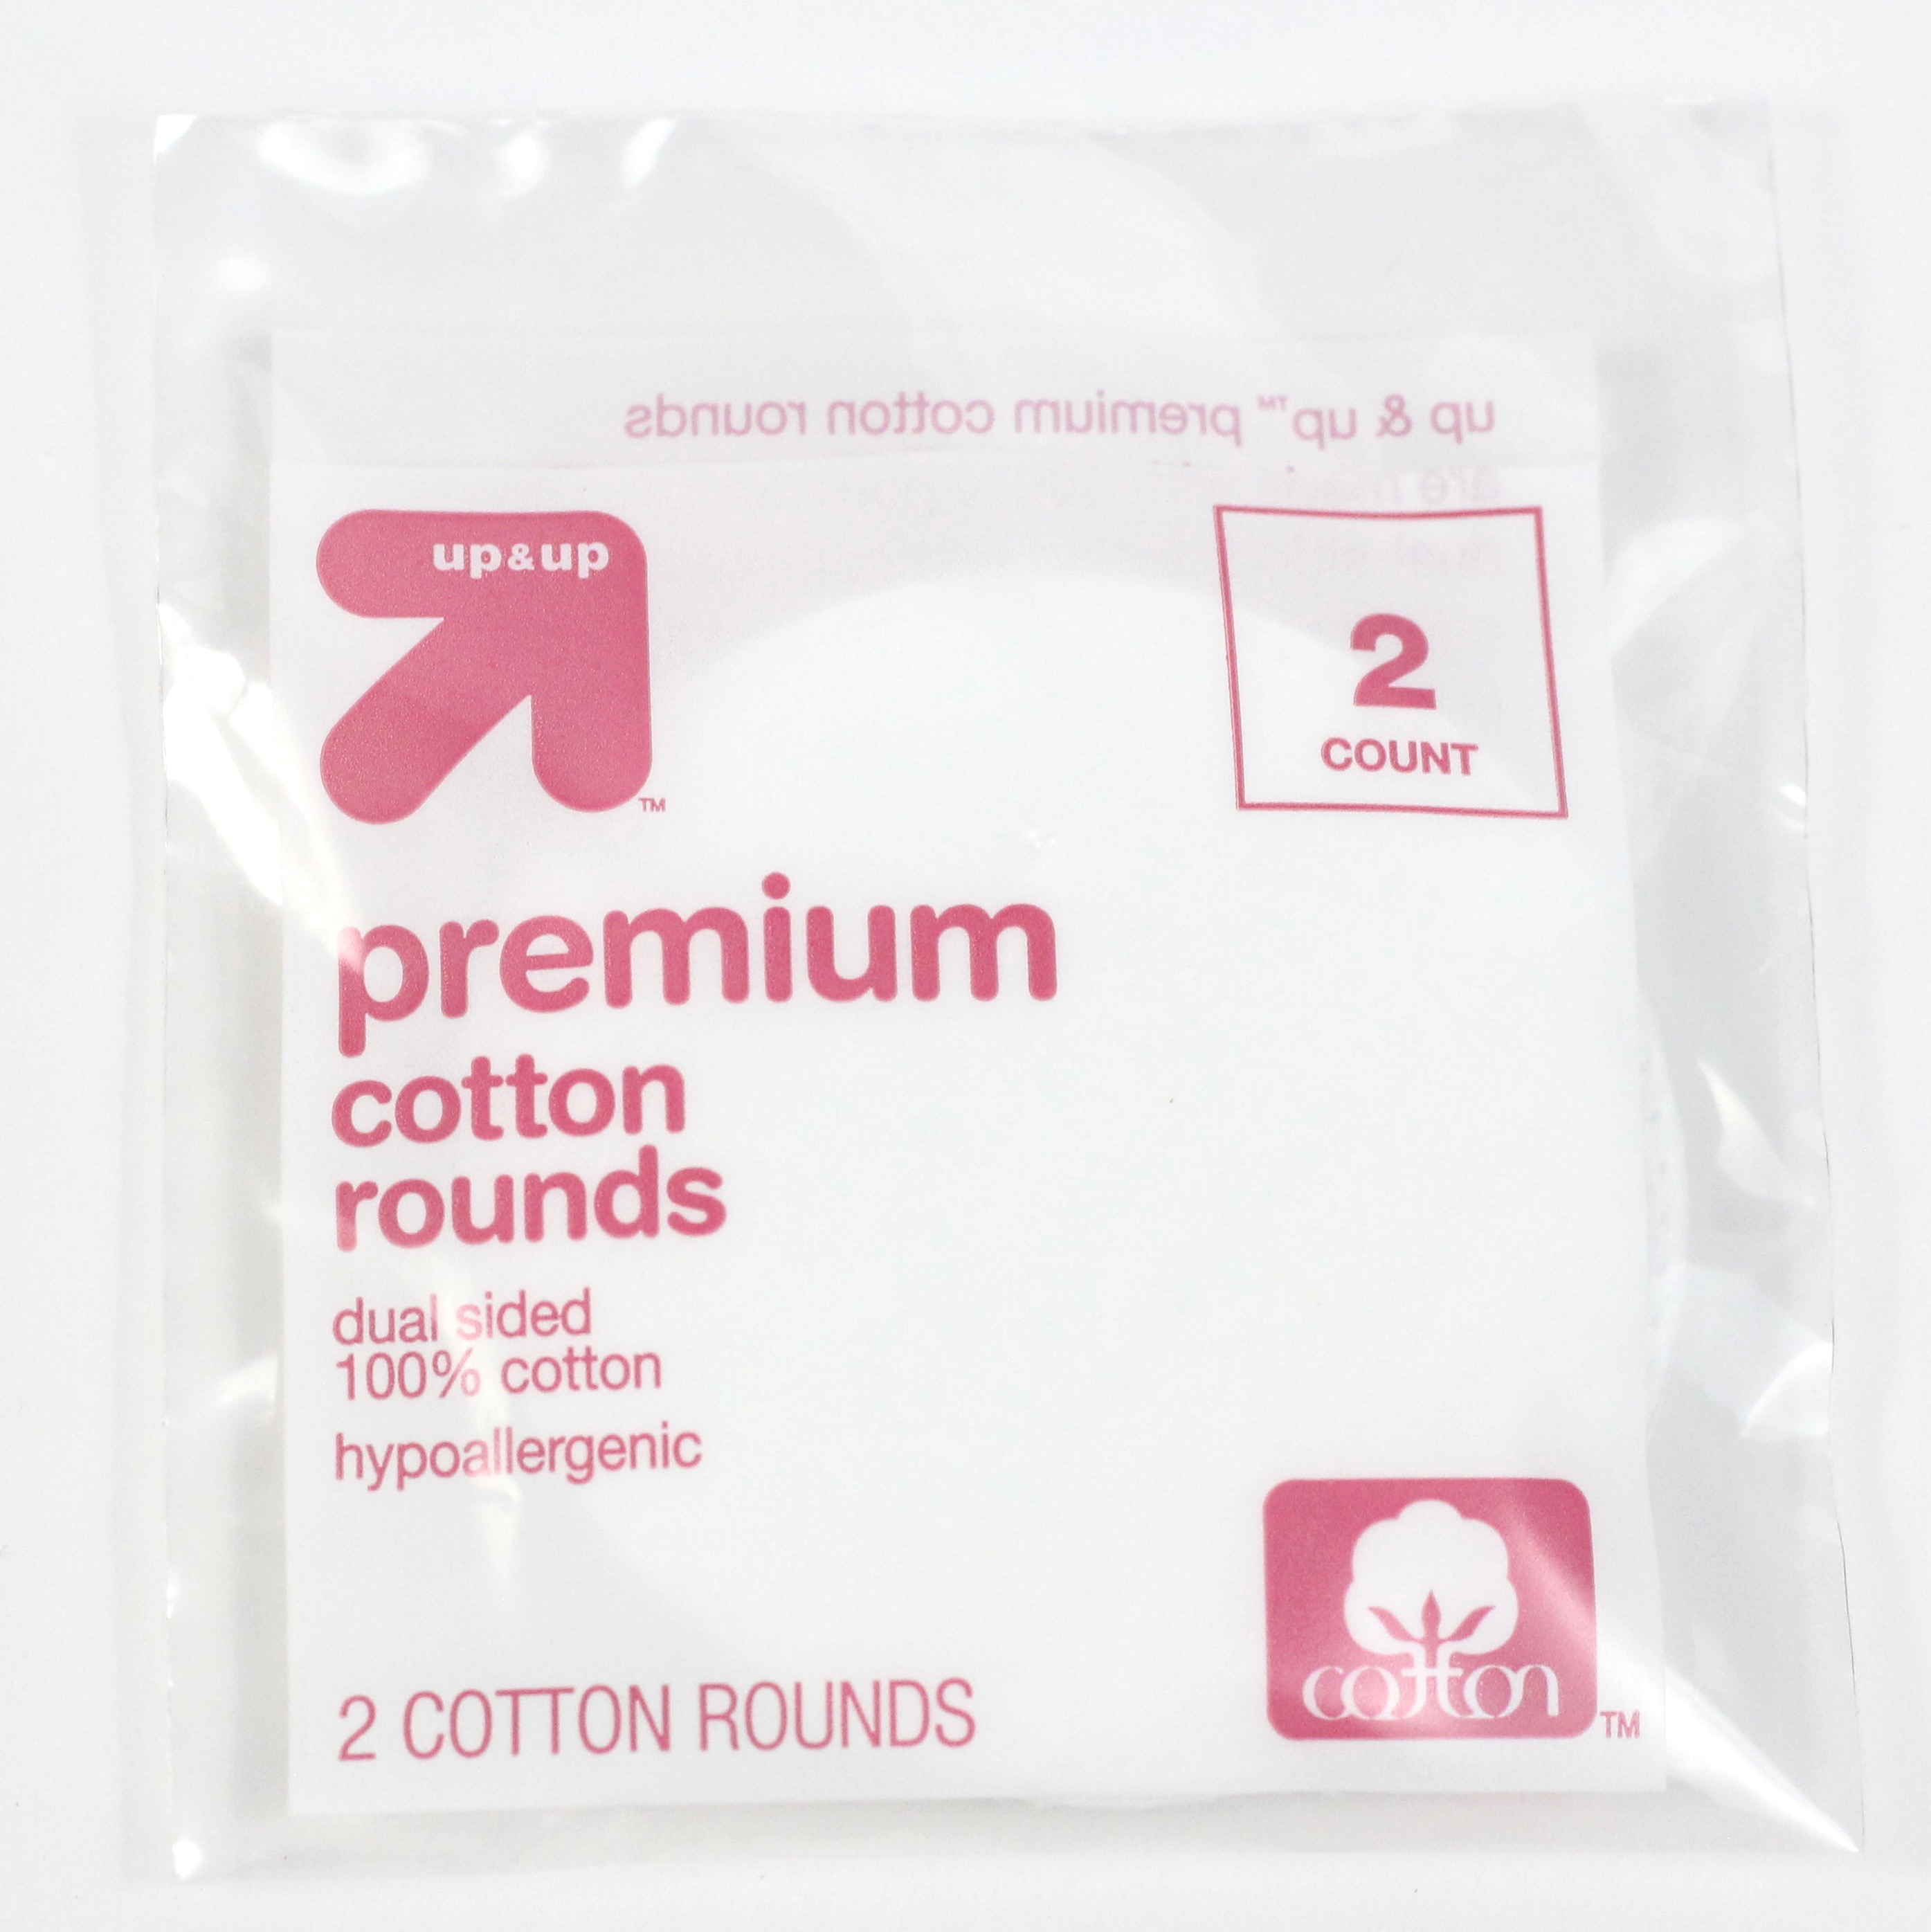 up & up™ premium cotton rounds
are
up&up
TM
2
COUNT
premium
cotton
rounds
dual sided
100% cotton
hypoallergenic
2 COTTON ROUNDS
cotton
TM